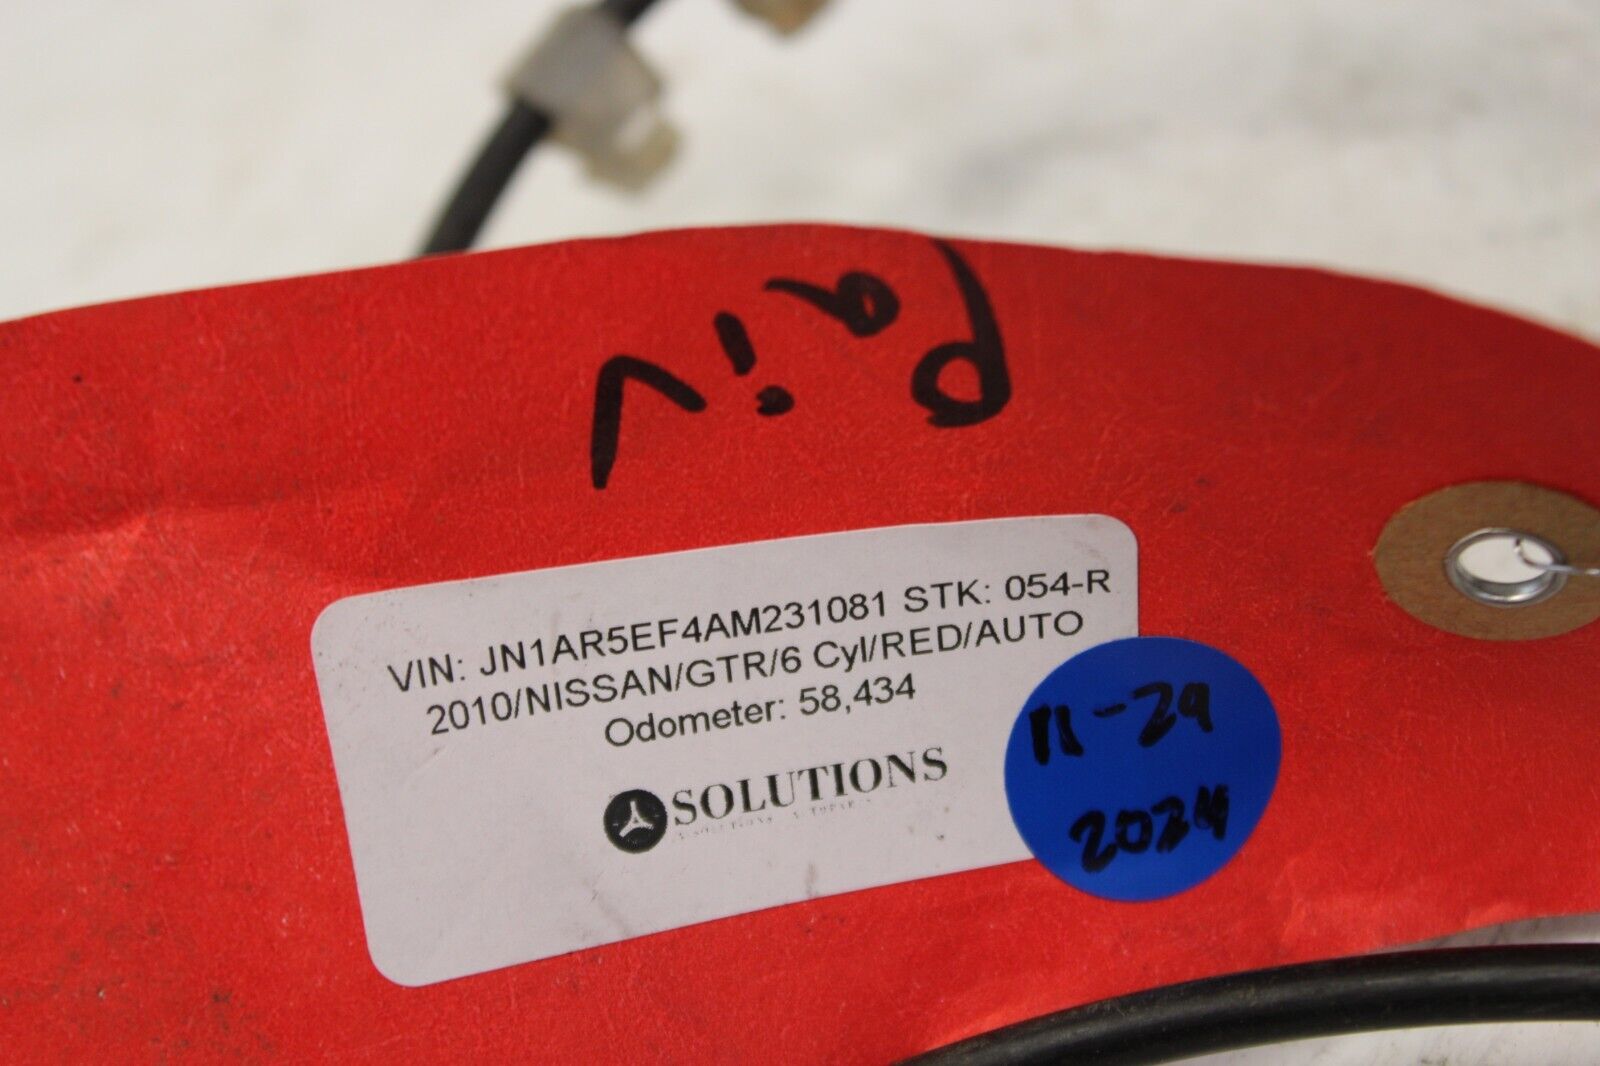 Pair
VIN: JN1AR5EF4AM231081 STK: 054-R
2010/NISSAN/GTR/6 Cyl/RED/AUTO
Odometer: 58,434
SOLUTIONS
11-29
2024